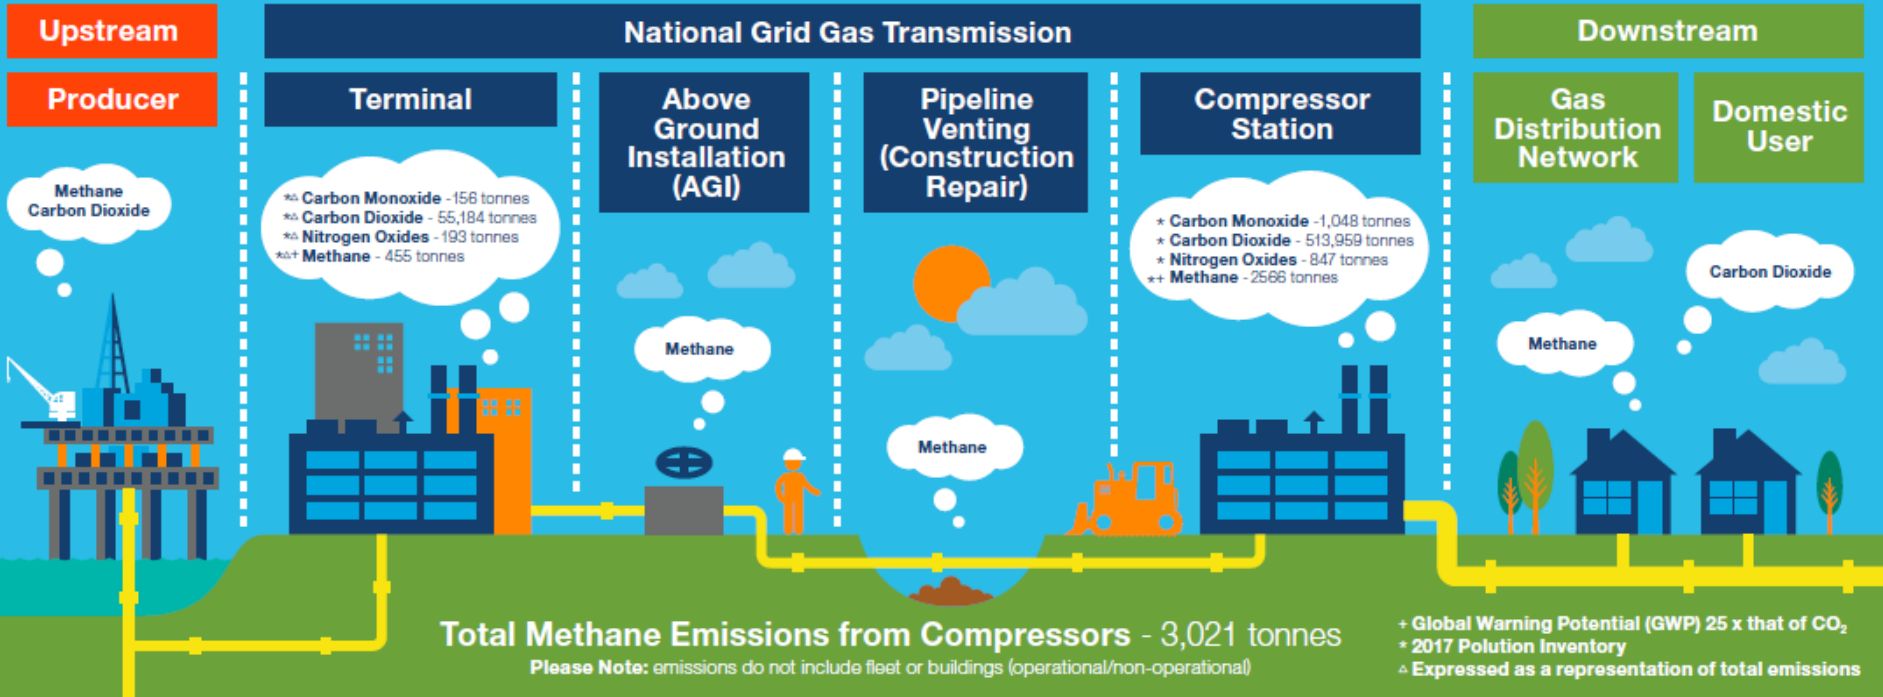 Upstream
National Grid Gas Transmission
Downstream
Producer
Terminal
Above
Ground
Installation
(AGI)
Pipeline
Venting
(Construction
Repair)
Compressor
Station
Gas
Distribution
Network
Domestic
User
Methane
Carbon Dioxide
*△ Carbon Monoxide -156 tonnes
*△ Carbon Dioxide - 55,184 tonnes
*△ Nitrogen Oxides - 193 tonnes
*△+ Methane - 455 tonnes
Methane
Methane
* Carbon Monoxide -1,048 tonnes
* Carbon Dioxide - 513,959 tonnes
* Nitrogen Oxides - 847 tonnes
*+ Methane - 2566 tonnes
Methane
Carbon Dioxide
Total Methane Emissions from Compressors - 3,021 tonnes
Please Note: emissions do not include fleet or buildings (operational/non-operational)
+ Global Warning Potential (GWP) 25 x that of CO₂
* 2017 Polution Inventory
△ Expressed as a representation of total emissions